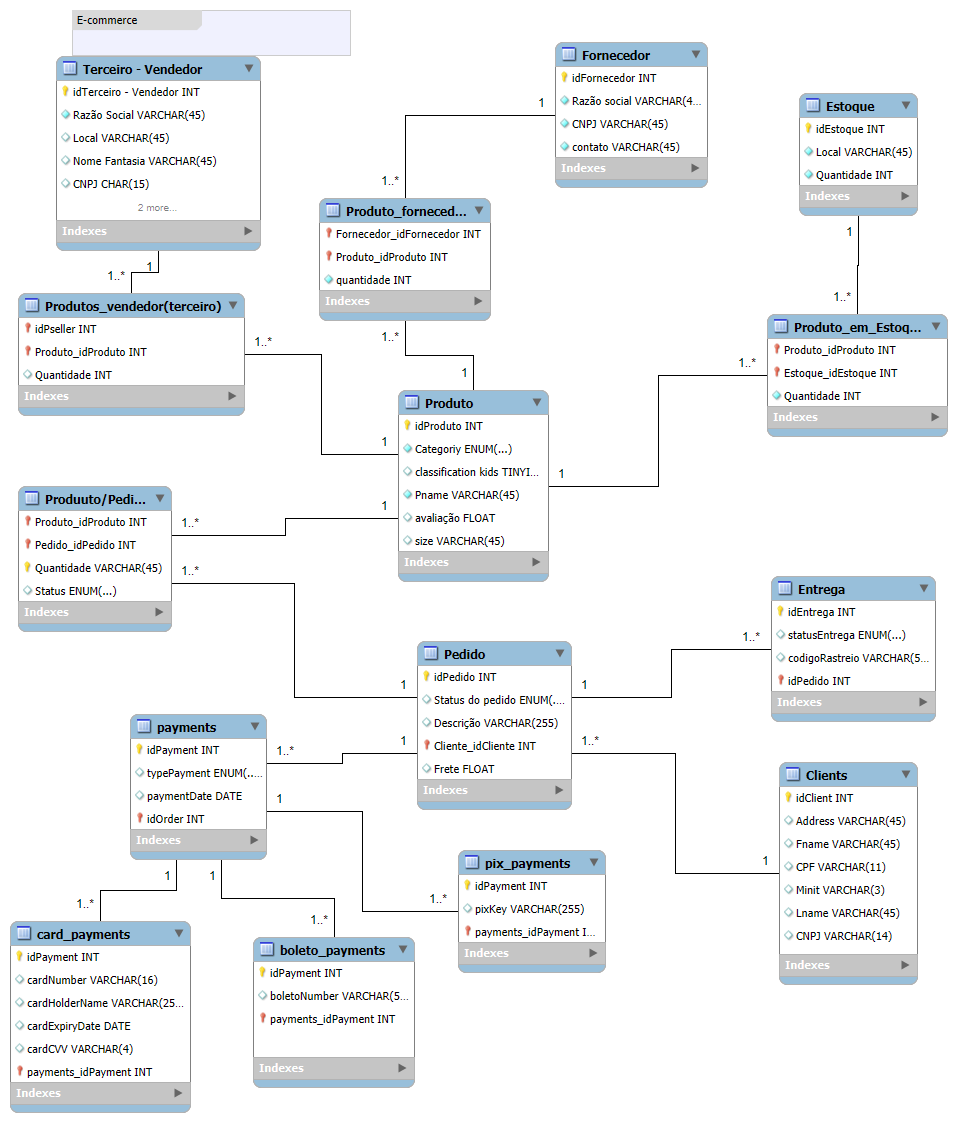 E-commerce
Terceiro - Vendedor
idTerceiro - Vendedor INT
Razão Social VARCHAR(45)
Local VARCHAR(45)
Nome Fantasia VARCHAR(45)
CNPJ CHAR(15)
2 more...
Indexes
1
1..*
Fornecedor
idFornecedor INT
Razão social VARCHAR(4...
CNPJ VARCHAR(45)
contato VARCHAR(45)
Indexes
1
1..*
Estoque
idEstoque INT
Local VARCHAR(45)
Quantidade INT
Indexes
1
1..*
Produto_forneced...
Fornecedor_idFornecedor INT
Produto_idProduto INT
quantidade INT
Indexes
1..*
1
Produtos_vendedor(terceiro)
idPseller INT
Produto_idProduto INT
Quantidade INT
Indexes
1..*
1
Produto_em_Estoq...
Produto_idProduto INT
Estoque_idEstoque INT
Quantidade INT
Indexes
1..*
1
Produto
idProduto INT
Categoriy ENUM(...)
classification kids TINYI...
Pname VARCHAR(45)
avaliação FLOAT
size VARCHAR(45)
Indexes
1
1..*
Produuto/Pedi...
Produto_idProduto INT
Pedido_idPedido INT
Quantidade VARCHAR(45)
Status ENUM(...)
Indexes
1..*
1
Entrega
idEntrega INT
statusEntrega ENUM(...)
codigoRastreio VARCHAR(5...
idPedido INT
Indexes
1..*
1
Pedido
idPedido INT
Status do pedido ENUM(....
Descrição VARCHAR(255)
Cliente_idCliente INT
Frete FLOAT
Indexes
1
1..*
1..*
1
payments
idPayment INT
typePayment ENUM(.....
paymentDate DATE
idOrder INT
Indexes
1
1..*
1
1..*
1
1..*
Clients
idClient INT
Address VARCHAR(45)
Fname VARCHAR(45)
CPF VARCHAR(11)
Minit VARCHAR(3)
Lname VARCHAR(45)
CNPJ VARCHAR(14)
Indexes
pix_payments
idPayment INT
pixKey VARCHAR(255)
payments_idPayment I...
Indexes
card_payments
idPayment INT
cardNumber VARCHAR(16)
cardHolderName VARCHAR(25...
cardExpiryDate DATE
cardCVV VARCHAR(4)
payments_idPayment INT
Indexes
boleto_payments
idPayment INT
boletoNumber VARCHAR(5...
payments_idPayment INT
Indexes